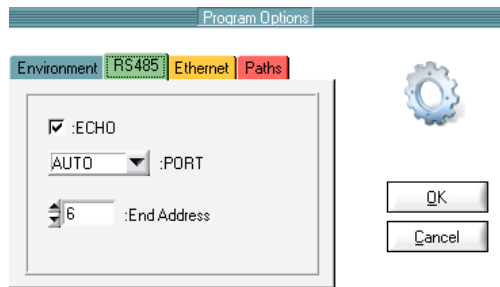 Program Options
Environment RS485 Ethernet Paths
:ECHO
AUTO :PORT
6 :End Address
OK
Cancel